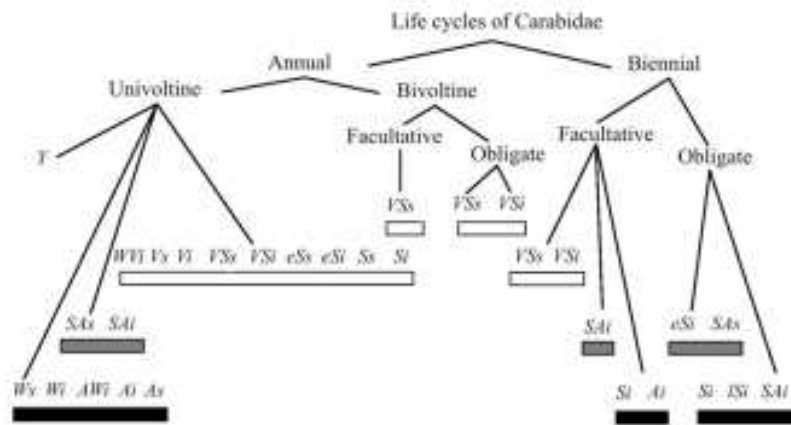 Life cycles of Carabidae
Annual
Biennial
Univoltine
Bivoltine
Facultative
Facultative
Obligate
Obligate
T
VSs
VSs VSi
WVi Vs Vi VSs VSi eSs eSi Ss Si
VSs VSi
SAs SAi
SAi
eSi SAs
Ws Wi AWi Ai As
Si Ai
Si lSi SAi